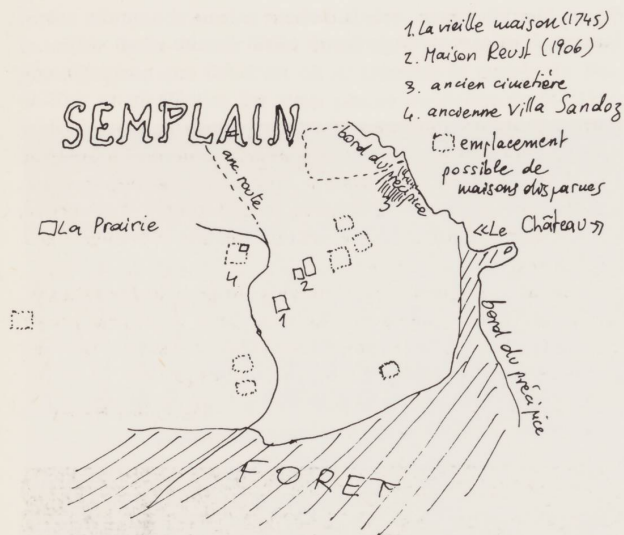 1. La vieille maison (1745)
2. Maison Reust (1906)
3. ancien cimetière
4. ancienne Villa Sandoz
emplacement
possible de
maisons disparues
SEMPLAIN
bord du précipice
anc. route
3
«Le Château»
La Prairie
4
2
1
bord du précipice
FORET